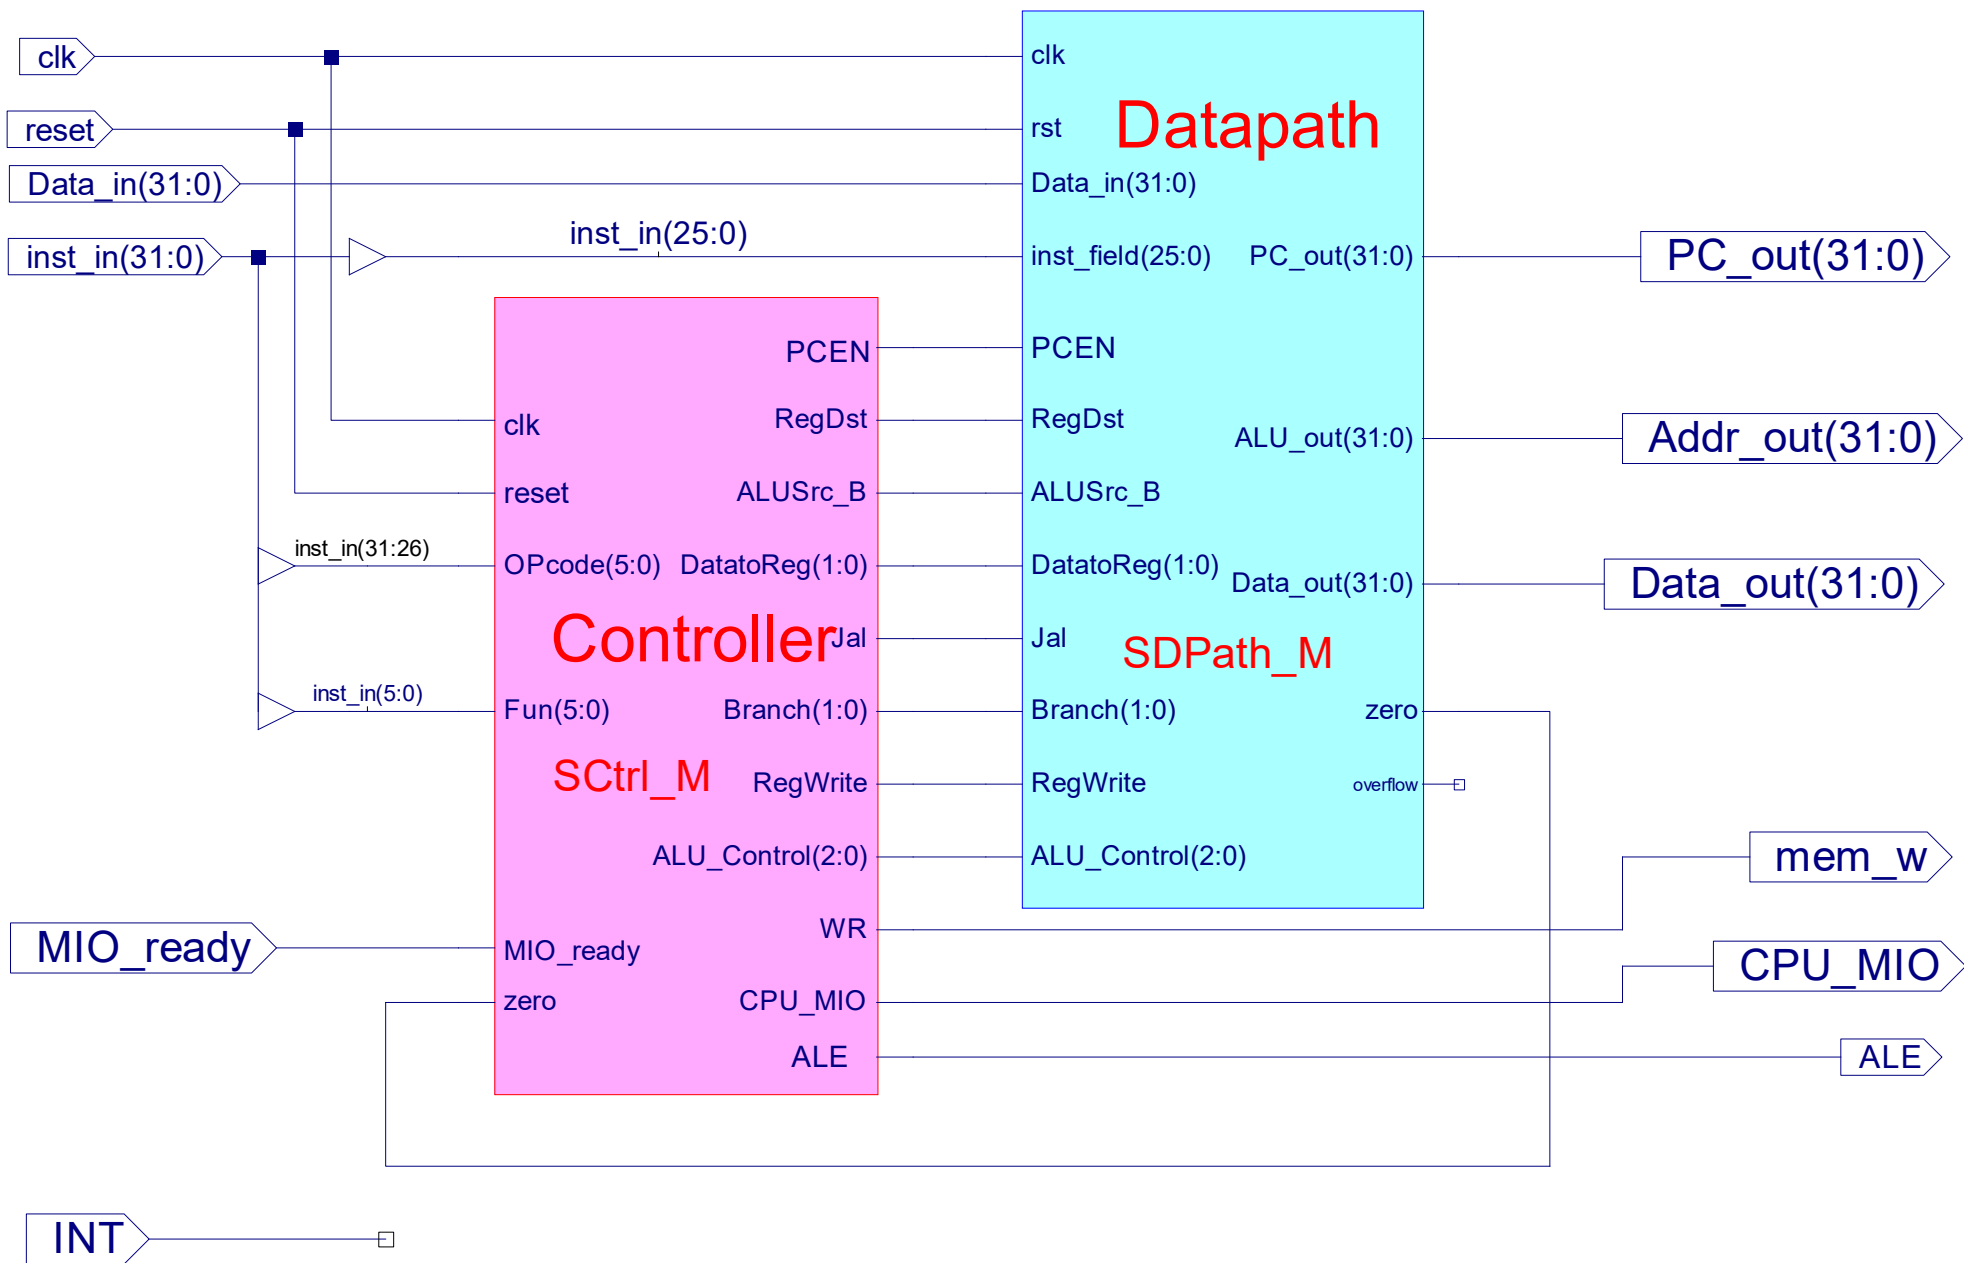 clk
clk
reset
rst
Datapath
Data_in(31:0)
Data_in(31:0)
inst_in(31:0)
inst_in(25:0)
inst_field(25:0)
PC_out(31:0)
PC_out(31:0)
PCEN
PCEN
clk
RegDst
RegDst
ALU_out(31:0)
Addr_out(31:0)
reset
ALUSrc_B
ALUSrc_B
inst_in(31:26)
OPcode(5:0)
DatatoReg(1:0)
DatatoReg(1:0)
Data_out(31:0)
Data_out(31:0)
Controller
Jal
Jal
SDPath_M
inst_in(5:0)
Fun(5:0)
Branch(1:0)
Branch(1:0)
zero
SCtrl_M
RegWrite
RegWrite
overflow
ALU_Control(2:0)
ALU_Control(2:0)
mem_w
WR
MIO_ready
MIO_ready
CPU_MIO
zero
CPU_MIO
ALE
ALE
INT